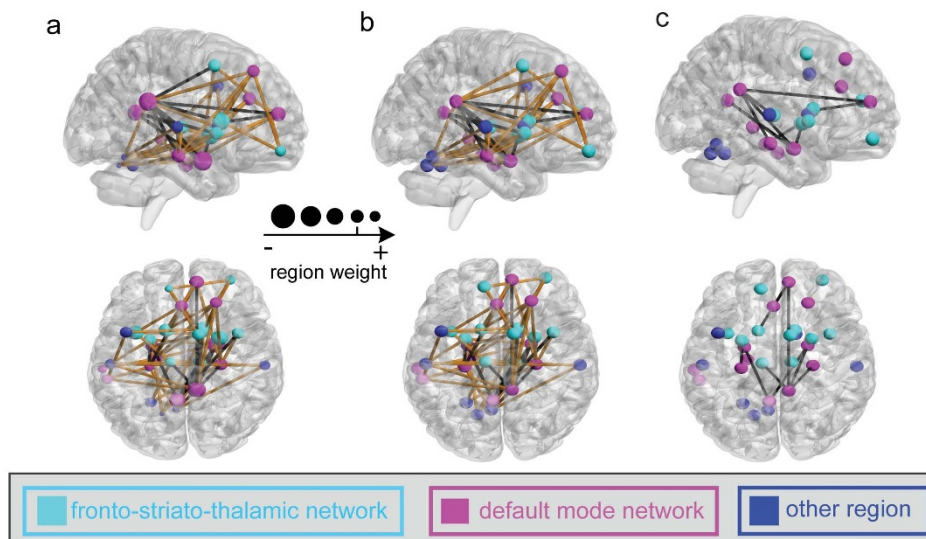 a
b
c
-
+
region weight
fronto-striato-thalamic network
default mode network
other region